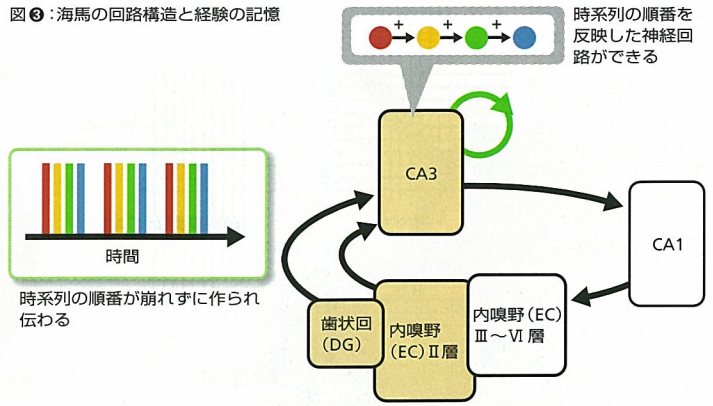 図❸：海馬の回路構造と経験の記憶
+ + +
時系列の順番を
反映した神経回
路ができる
CA3
CA1
時間
時系列の順番が崩れずに作られ
伝わる
歯状回
(DG)
内嗅野
(EC)Ⅱ層
内嗅野(EC)
Ⅲ～Ⅵ 層